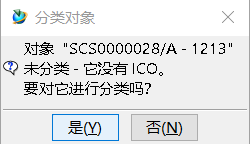 分类对象
对象 "SCS0000028/A - 1213"
未分类 - 它没有 ICO。
要对它进行分类吗?
是(Y)
否(N)